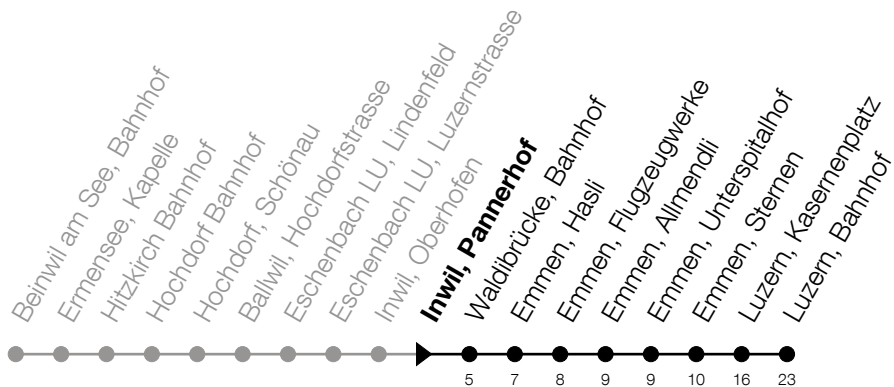 Beinwil am See, Bahnhof
Ermensee, Kapelle
Hitzkirch Bahnhof
Hochdorf Bahnhof
Hochdorf, Schönau
Ballwil, Hochdorfstrasse
Eschenbach LU, Lindenfeld
Eschenbach LU, Luzernstrasse
Inwil, Oberhofen
Inwil, Pannerhof
Waldibrücke, Bahnhof
Emmen, Hasli
Emmen, Flugzeugwerke
Emmen, Allmendli
Emmen, Unterspitalhof
Emmen, Sternen
Luzern, Kasernenplatz
Luzern, Bahnhof
5 7 8 9 9 10 16 23